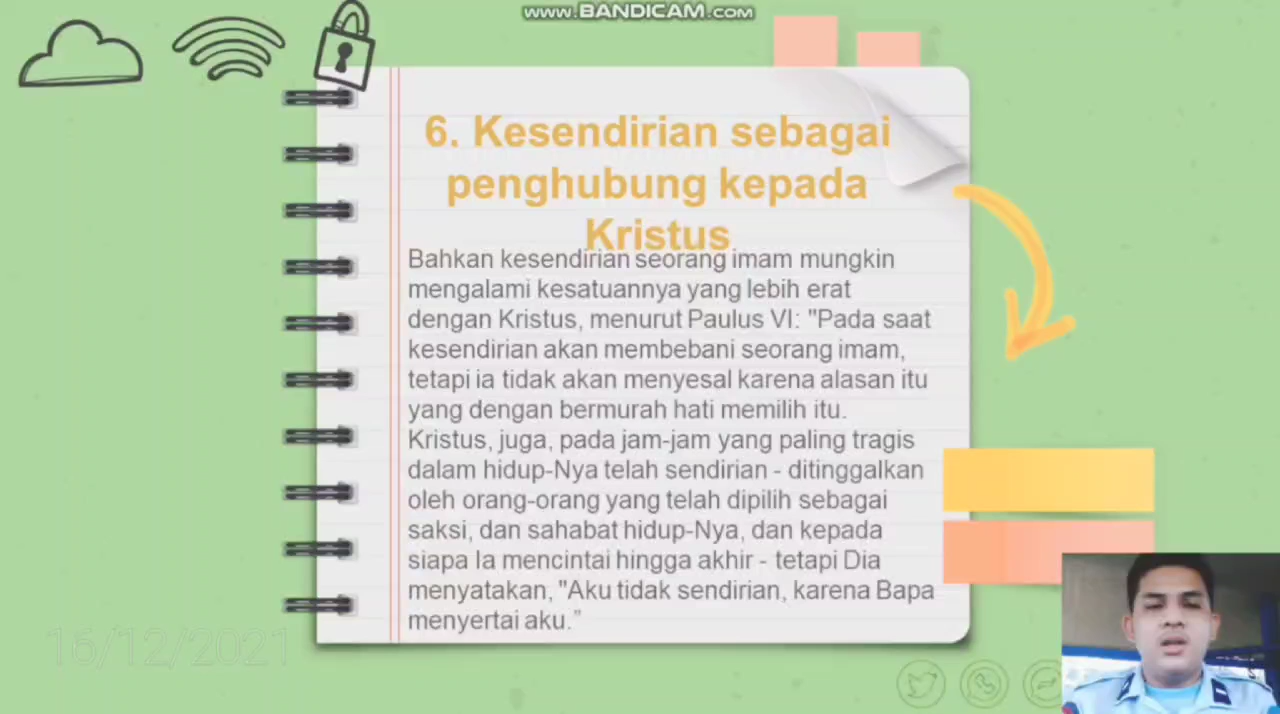 www.BANDICAM.com
6. Kesendirian sebagai
penghubung kepada
Kristus
Bahkan kesendirian seorang imam mungkin
mengalami kesatuannya yang lebih erat
dengan Kristus, menurut Paulus VI: "Pada saat
kesendirian akan membebani seorang imam,
tetapi ia tidak akan menyesal karena alasan itu
yang dengan bermurah hati memilih itu.
Kristus, juga, pada jam-jam yang paling tragis
dalam hidup-Nya telah sendirian - ditinggalkan
oleh orang-orang yang telah dipilih sebagai
saksi, dan sahabat hidup-Nya, dan kepada
siapa Ia mencintai hingga akhir - tetapi Dia
menyatakan, "Aku tidak sendirian, karena Bapa
menyertai aku.”
16/12/2021